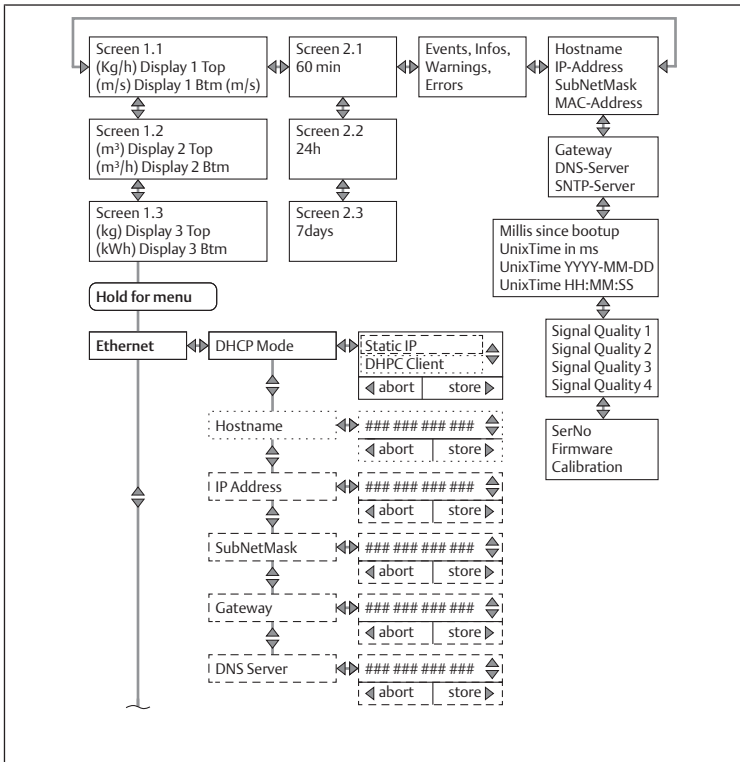 Screen 1.1
(Kg/h) Display 1 Top
(m/s) Display 1 Btm (m/s)
Screen 2.1
60 min
Events, Infos,
Warnings,
Errors
Hostname
IP-Address
SubNetMask
MAC-Address
Screen 1.2
(m³) Display 2 Top
(m³/h) Display 2 Btm
Screen 2.2
24h
Gateway
DNS-Server
SNTP-Server
Screen 1.3
(kg) Display 3 Top
(kWh) Display 3 Btm
Screen 2.3
7days
Millis since bootup
UnixTime in ms
UnixTime YYYY-MM-DD
UnixTime HH:MM:SS
Hold for menu
Ethernet
DHCP Mode
Static IP
DHPC Client
abort
store
Signal Quality 1
Signal Quality 2
Signal Quality 3
Signal Quality 4
Hostname
### ### ### ###
abort
store
SerNo
Firmware
Calibration
IP Address
### ### ### ###
abort
store
SubNetMask
### ### ### ###
abort
store
Gateway
### ### ### ###
abort
store
DNS Server
### ### ### ###
abort
store